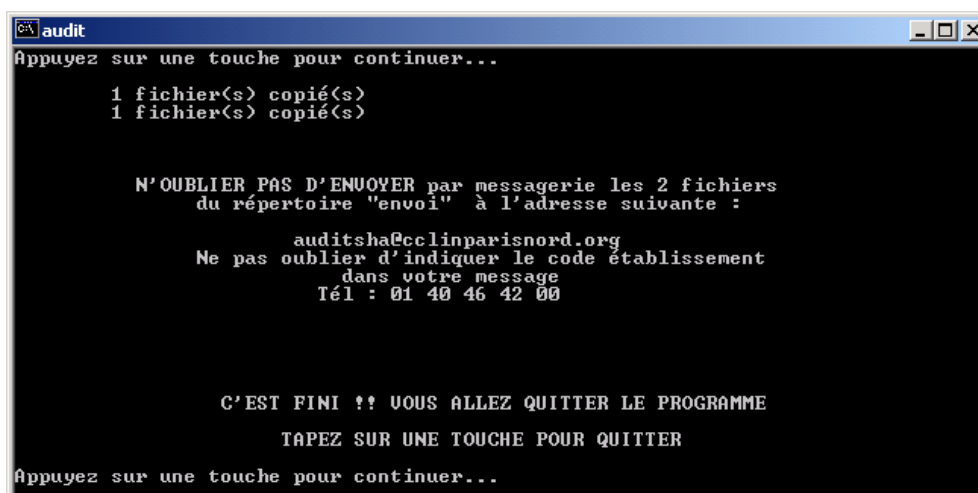 audit
Appuyez sur une touche pour continuer...
1 fichier(s) copié(s)
1 fichier(s) copié(s)
N'OUBLIER PAS D'ENVOYER par messagerie les 2 fichiers
du répertoire "envoi" à l'adresse suivante :
auditsha@cclinparisnord.org
Ne pas oublier d'indiquer le code établissement
dans votre message
Tél : 01 40 46 42 00
C'EST FINI !! VOUS ALLEZ QUITTER LE PROGRAMME
TAPEZ SUR UNE TOUCHE POUR QUITTER
Appuyez sur une touche pour continuer...